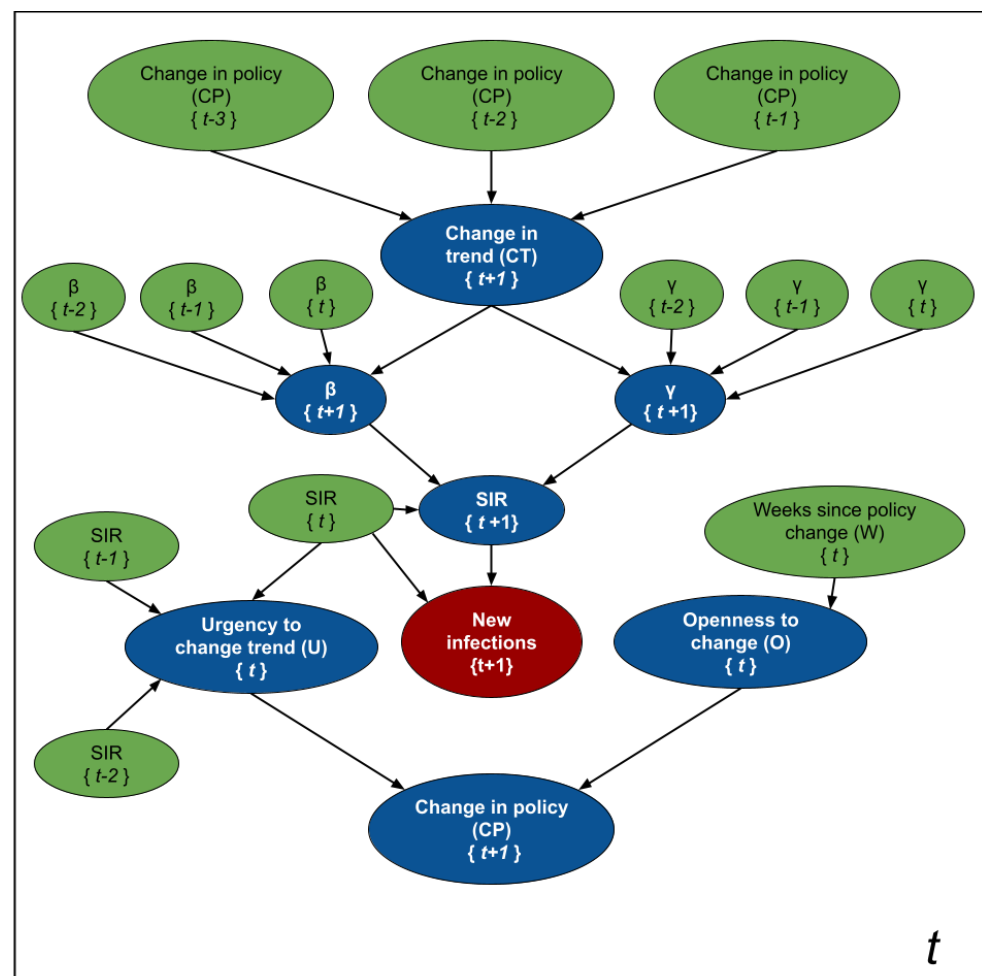 Change in policy
(CP)
{ t-3 }
Change in policy
(CP)
{ t-2 }
Change in policy
(CP)
{ t-1 }
Change in
trend (CT)
{ t+1 }
β
{ t-2 }
β
{ t-1 }
β
{ t }
γ
{ t-2 }
γ
{ t-1 }
γ
{ t }
β
{ t+1 }
γ
{ t +1}
SIR
{ t }
SIR
{ t +1}
Weeks since policy
change (W)
{ t }
SIR
{ t-1 }
Urgency to
change trend (U)
{ t }
New
infections
{t+1}
Openness to
change (O)
{ t }
SIR
{ t-2 }
Change in policy
(CP)
{ t+1 }
t